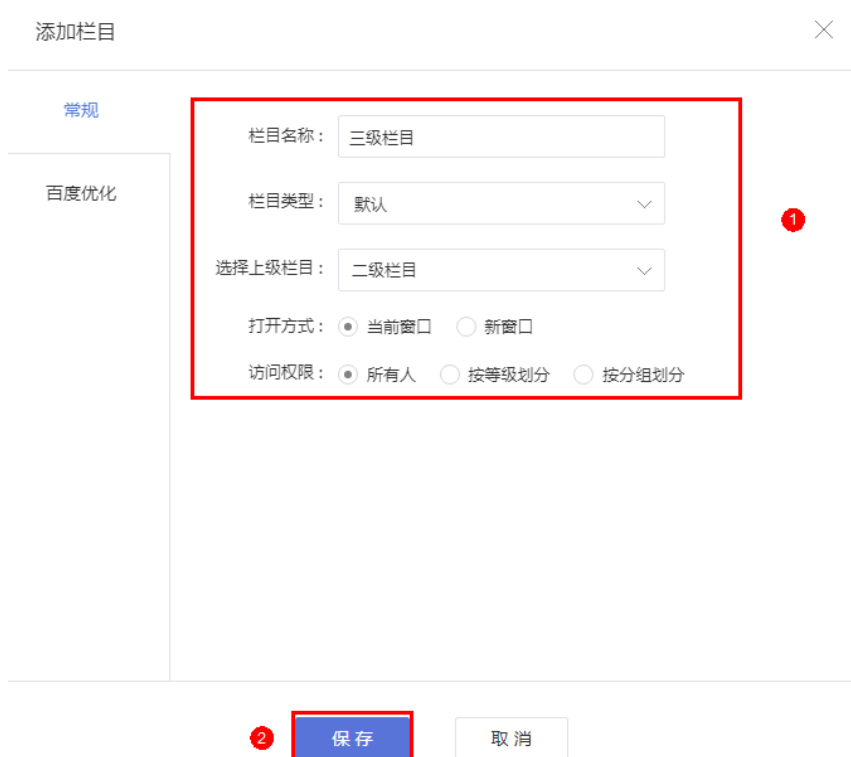 添加栏目
常规
百度优化
栏目名称： 三级栏目
栏目类型： 默认
1
选择上级栏目： 二级栏目
打开方式： 当前窗口 新窗口
访问权限： 所有人 按等级划分 按分组划分
2 保存 取消